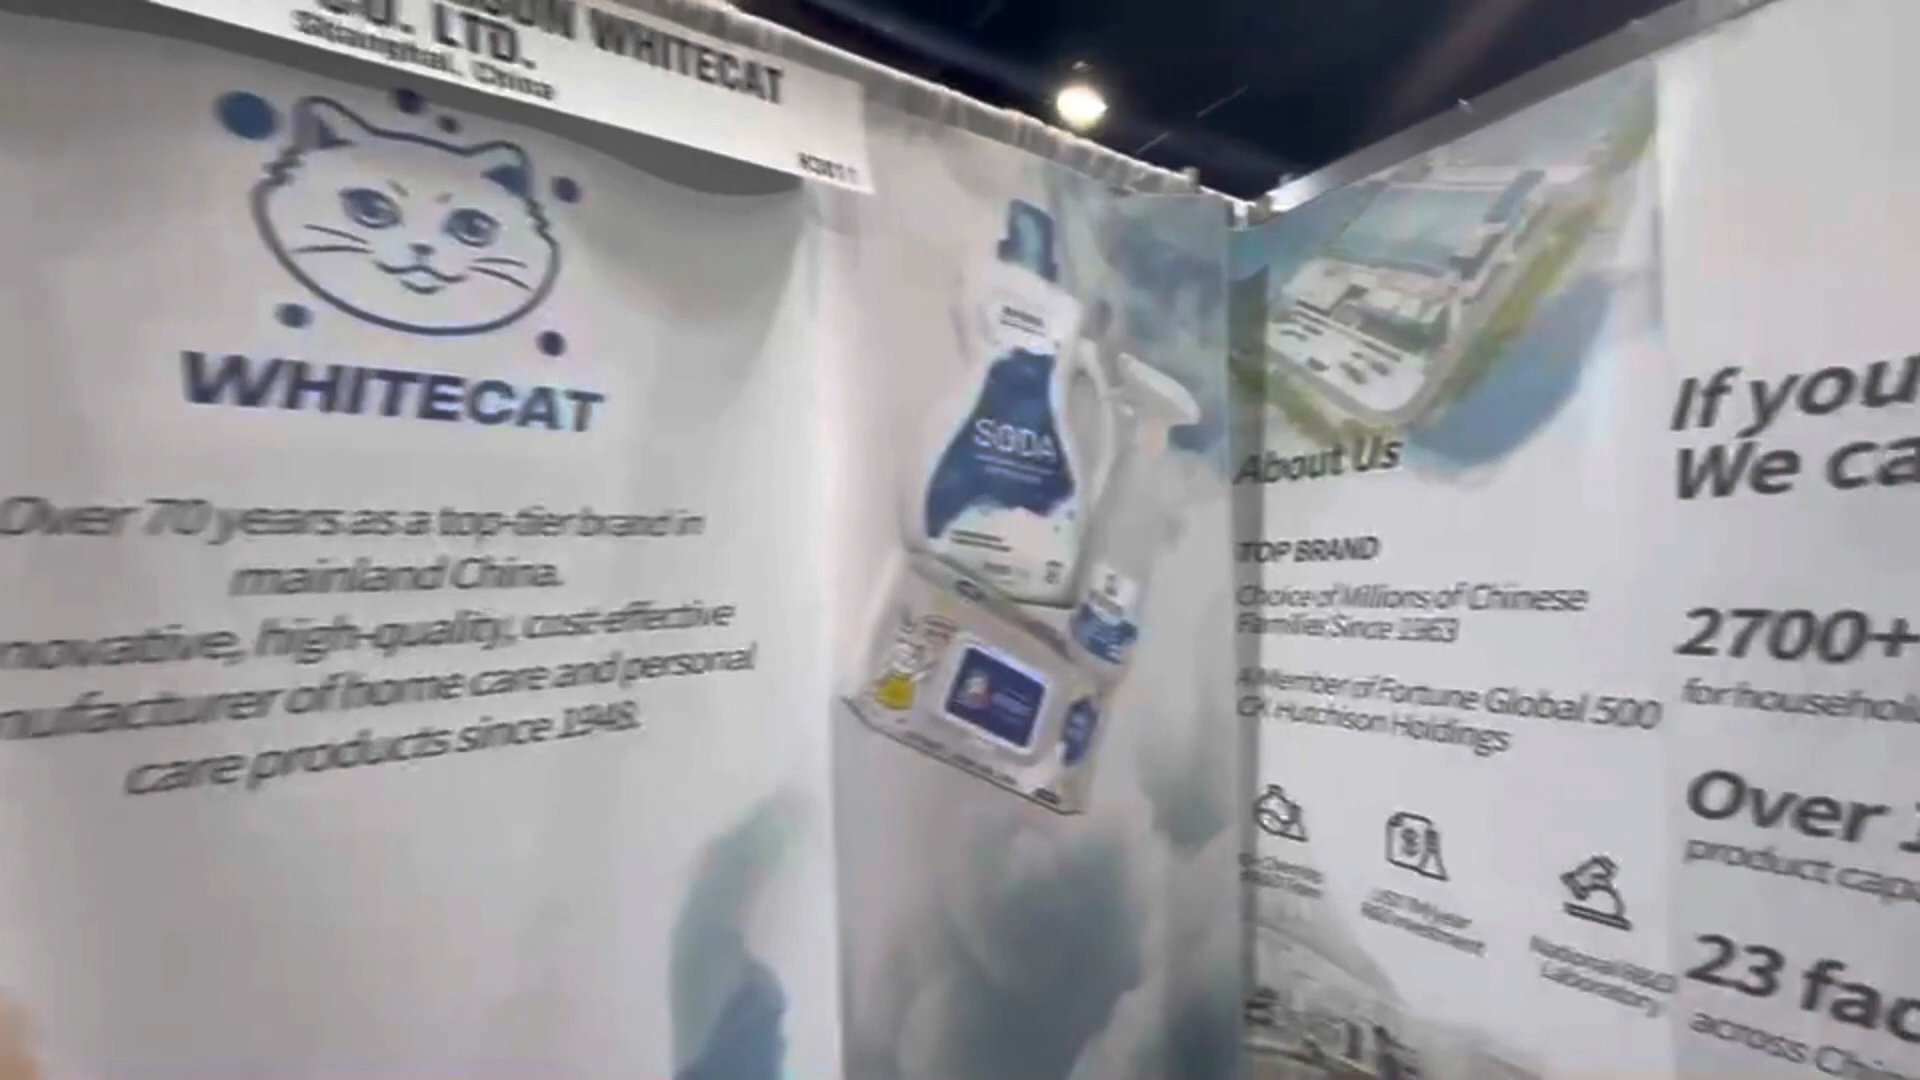 WHITECAT
LTD.
Shanghai, China
WHITECAT
Over 70 years as a top-tier brand in
mainland China.
novative, high-quality, cost-effective
nufacturer of home care and personal
care products since 1948.
SODA
About Us
TOP BRAND
Choice of Millions of Chinese
Families Since 1963
A Member of Fortune Global 500
CK Hutchison Holdings
National R&D
Laboratory
If you
We ca
2700+
for househol
Over 1
product capa
23 fac
across Chi